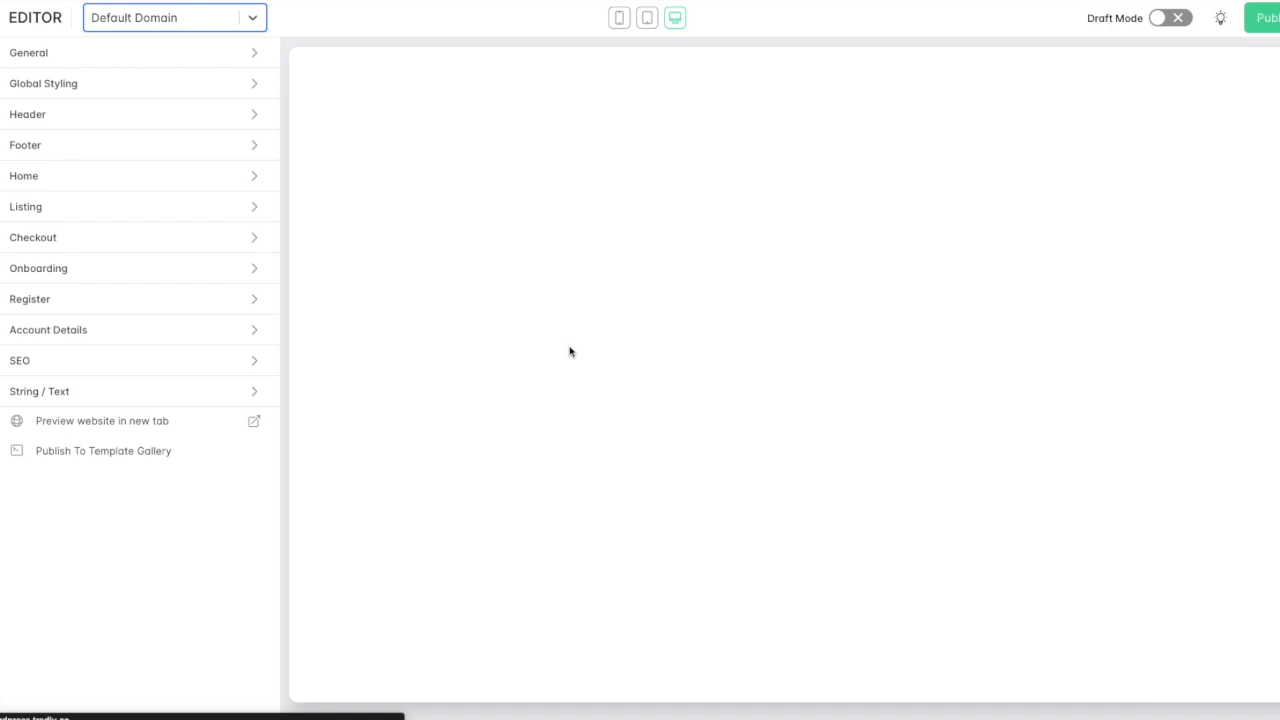 EDITOR
Default Domain
Draft Mode
Publ
General
Global Styling
Header
Footer
Home
Listing
Checkout
Onboarding
Register
Account Details
SEO
String / Text
Preview website in new tab
Publish To Template Gallery